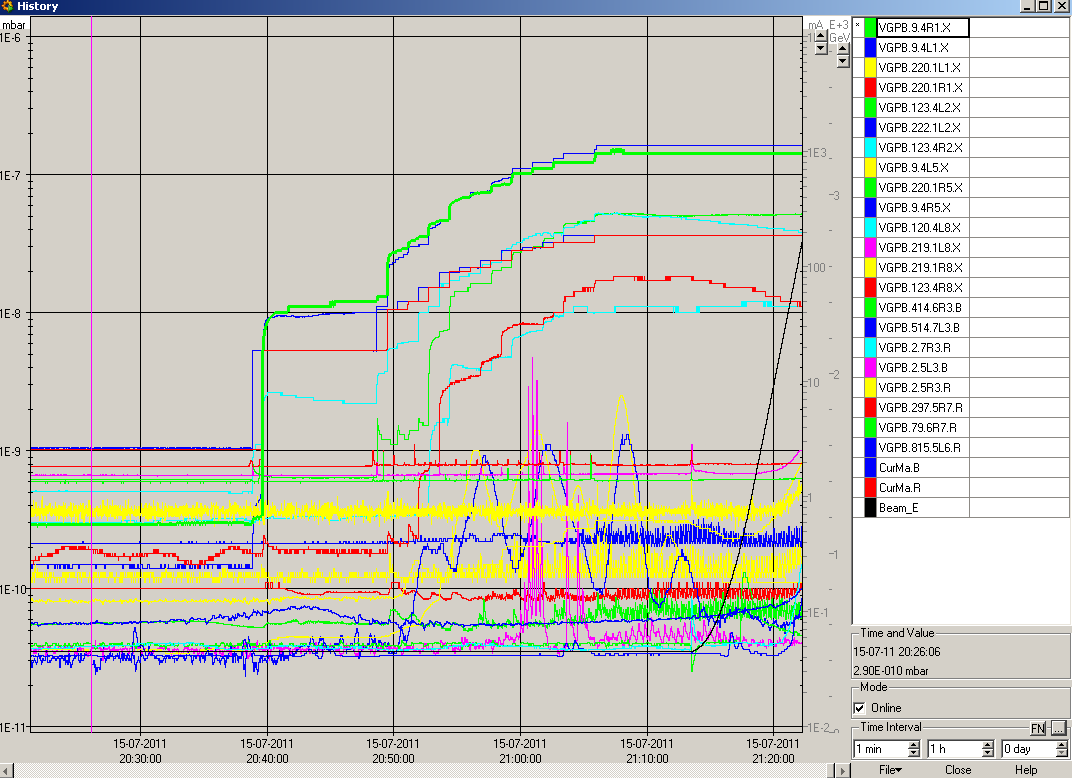 History
mbar
mA
E+3
GeV
1E-6
1E-7
1E-8
1E-9
1E-10
1E-11
1E3
3
100
10
2
1
1
1E-1
1E-2
15-07-2011
20:30:00
15-07-2011
20:40:00
15-07-2011
20:50:00
15-07-2011
21:00:00
15-07-2011
21:10:00
15-07-2011
21:20:00
* VGPB.9.4R1.X
VGPB.9.4L1.X
VGPB.220.1L1.X
VGPB.220.1R1.X
VGPB.123.4L2.X
VGPB.222.1L2.X
VGPB.123.4R2.X
VGPB.9.4L5.X
VGPB.220.1R5.X
VGPB.9.4R5.X
VGPB.120.4L8.X
VGPB.219.1L8.X
VGPB.219.1R8.X
VGPB.123.4R8.X
VGPB.414.6R3.B
VGPB.514.7L3.B
VGPB.2.7R3.R
VGPB.2.5L3.B
VGPB.2.5R3.R
VGPB.297.5R7.R
VGPB.79.6R7.R
VGPB.815.5L6.R
CurMa.B
CurMa.R
Beam_E
Time and Value
15-07-11 20:26:06
2.90E-010 mbar
Mode
Online
Time Interval
FN
...
1 min
1 h
0 day
File
Close
Help